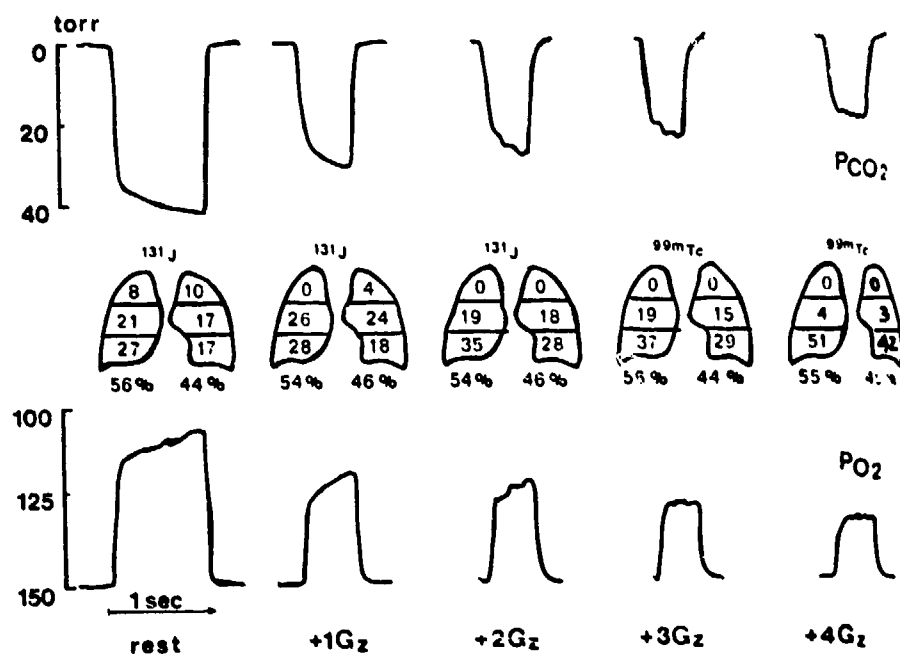 torr
0
20
40
PCO2
131J 131J 131J 99mTc 99mTc
8 10 0 4 0 0 0 0 0 0
21 17 26 24 19 18 19 15 4 3
27 17 28 18 35 28 37 29 51 42
56% 44% 54% 46% 54% 46% 56% 44% 55%
100
125
150
PO2
1 sec
rest +1Gz +2Gz +3Gz +4Gz